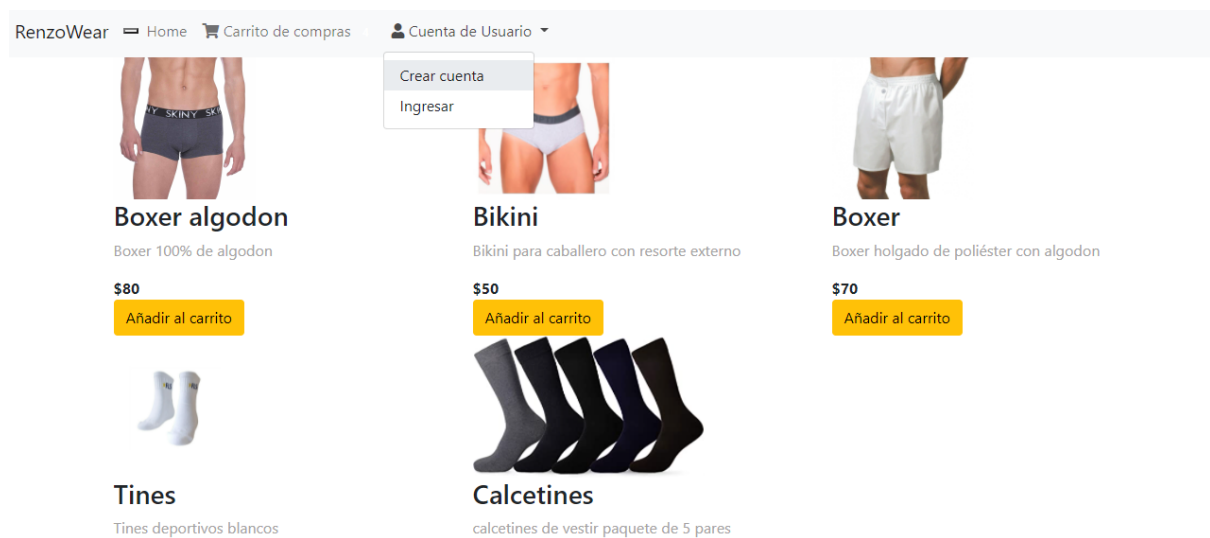 RenzoWear Home Carrito de compras Cuenta de Usuario
Crear cuenta
Ingresar
SKINY
Boxer algodon
Boxer 100% de algodon
$80
Añadir al carrito
Bikini
Bikini para caballero con resorte externo
$50
Añadir al carrito
Boxer
Boxer holgado de poliéster con algodon
$70
Añadir al carrito
Tines
Tines deportivos blancos
Calcetines
calcetines de vestir paquete de 5 pares